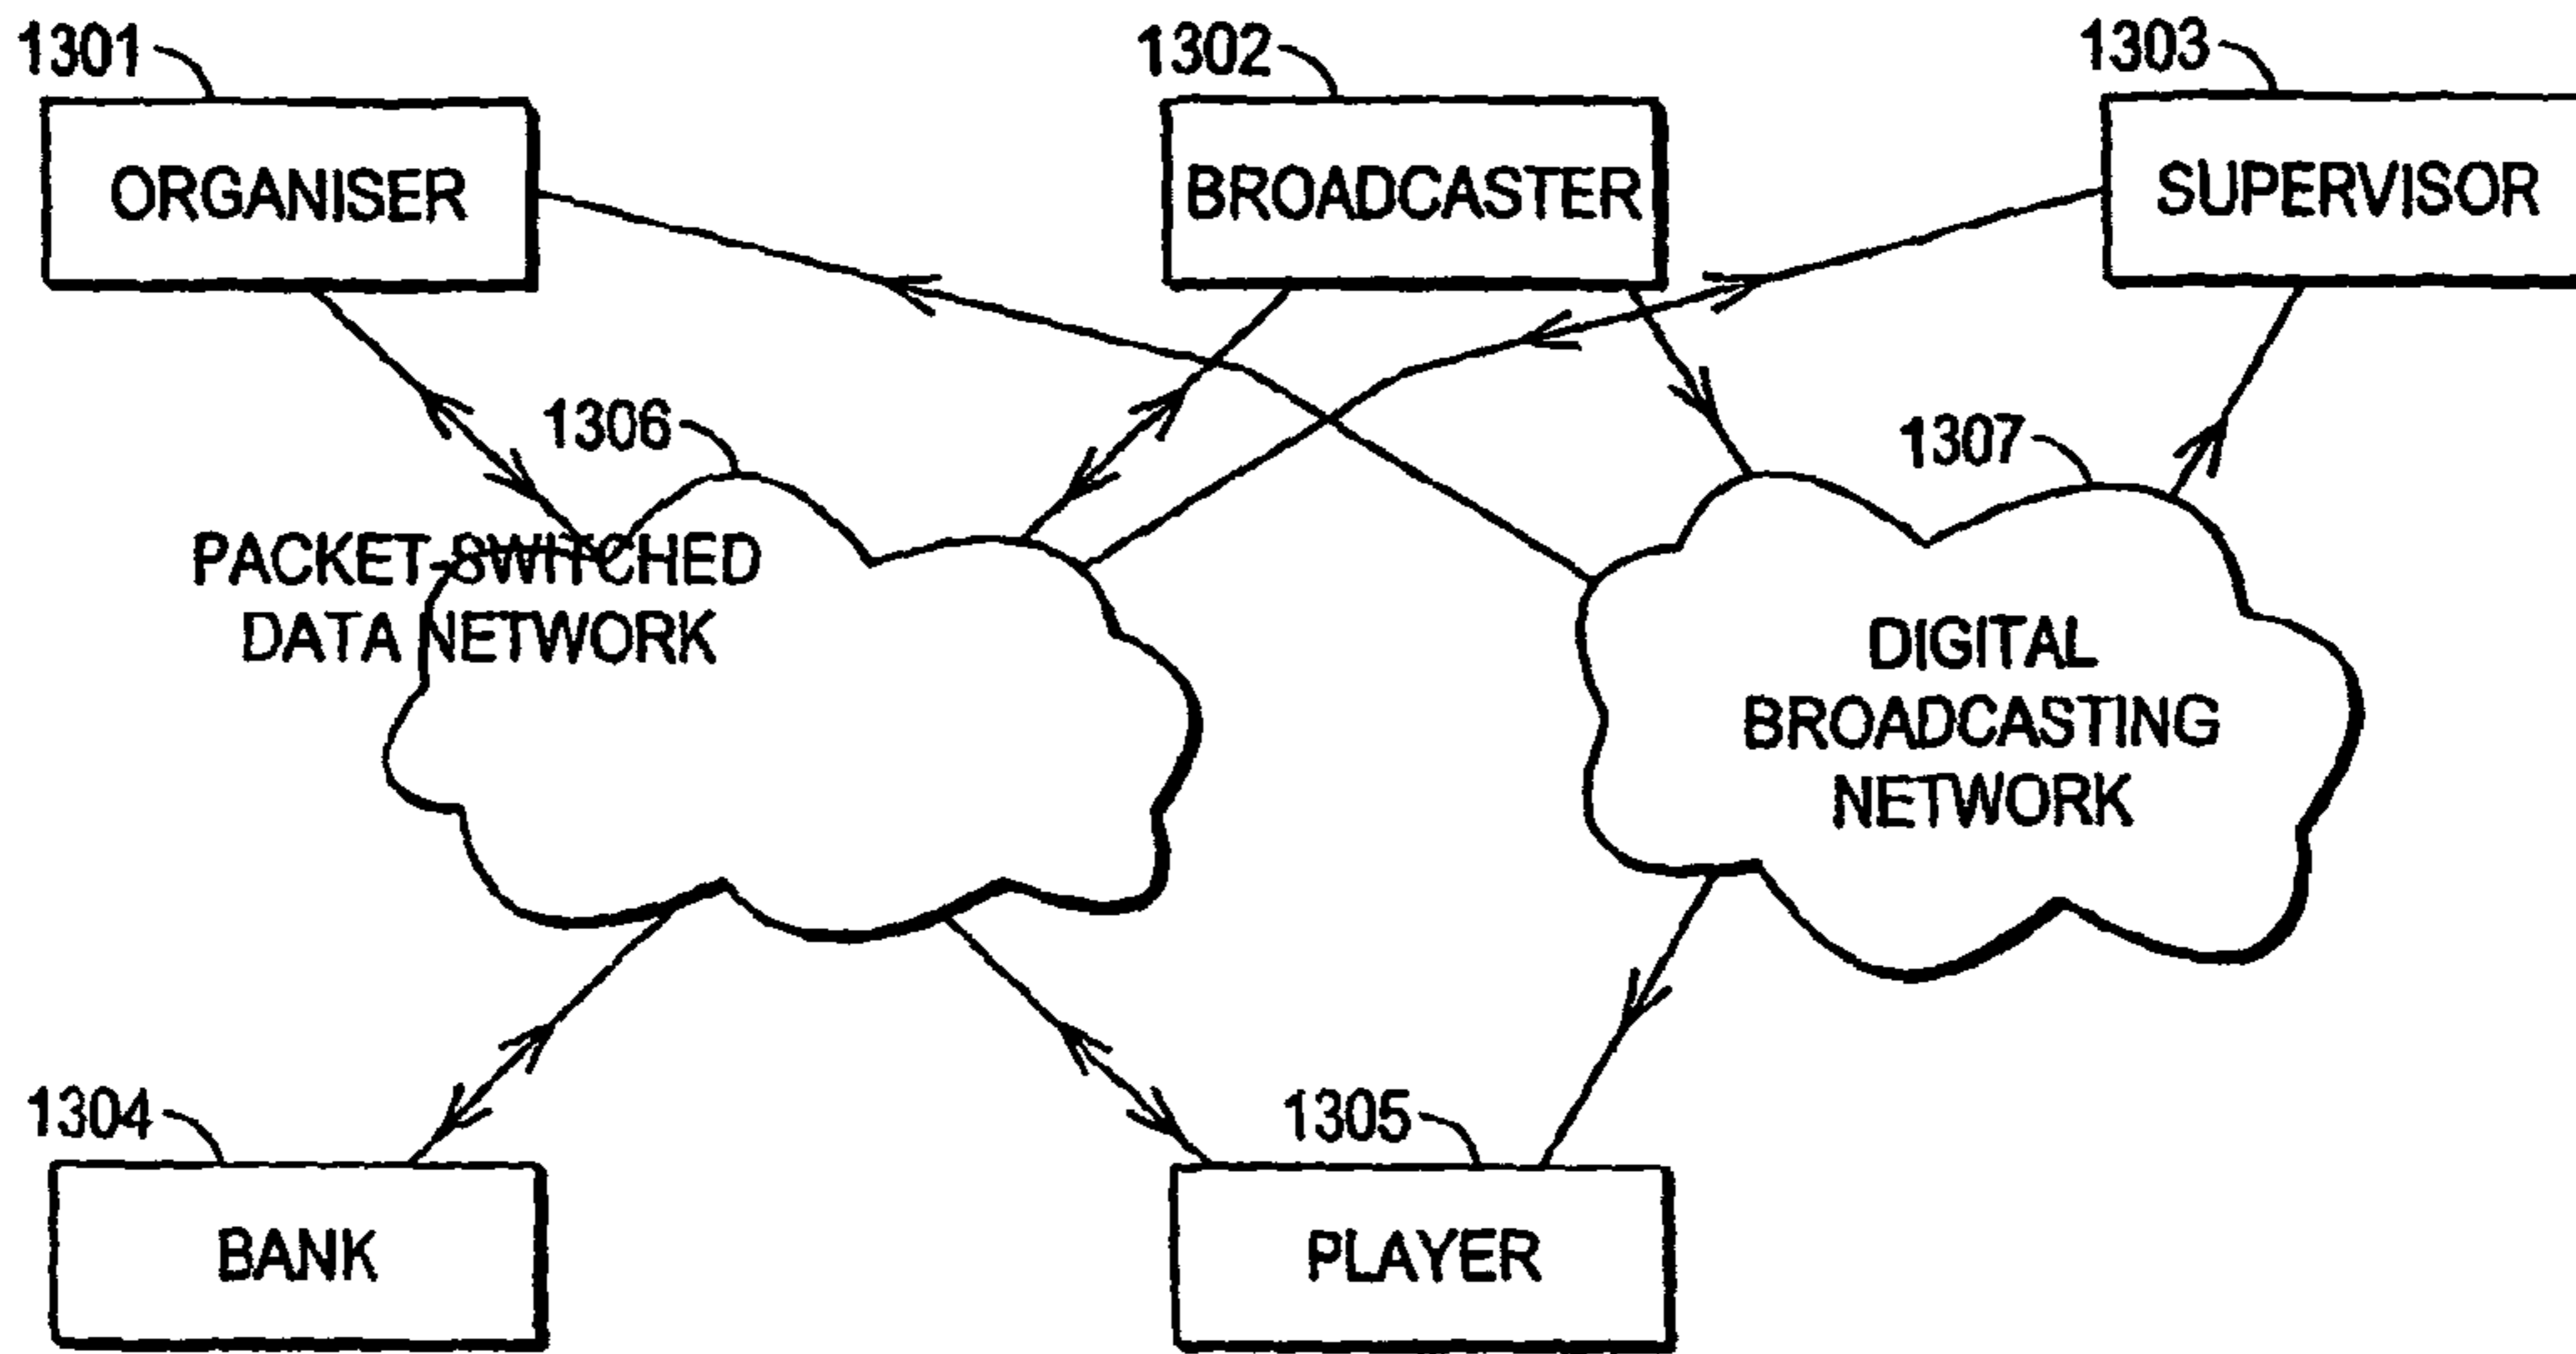 1301
1302
1303
ORGANISER
BROADCASTER
SUPERVISOR
1306
1307
PACKET-SWITCHED
DATA NETWORK
DIGITAL
BROADCASTING
NETWORK
1304
1305
BANK
PLAYER